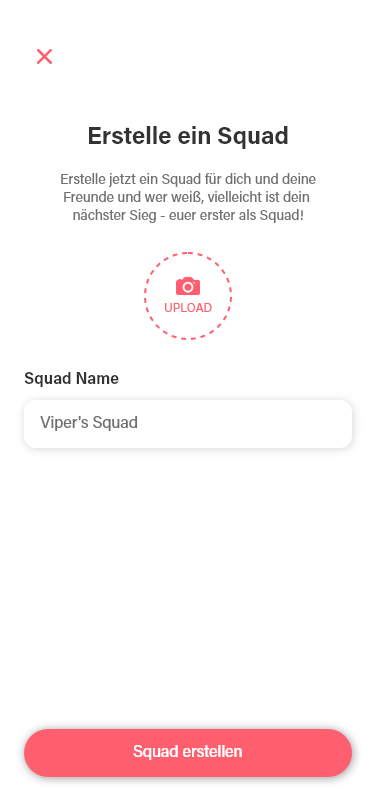 Erstelle ein Squad
Erstelle jetzt ein Squad für dich und deine
Freunde und wer weiß, vielleicht ist dein
nächster Sieg - euer erster als Squad!
UPLOAD
Squad Name
Viper's Squad
Squad erstellen